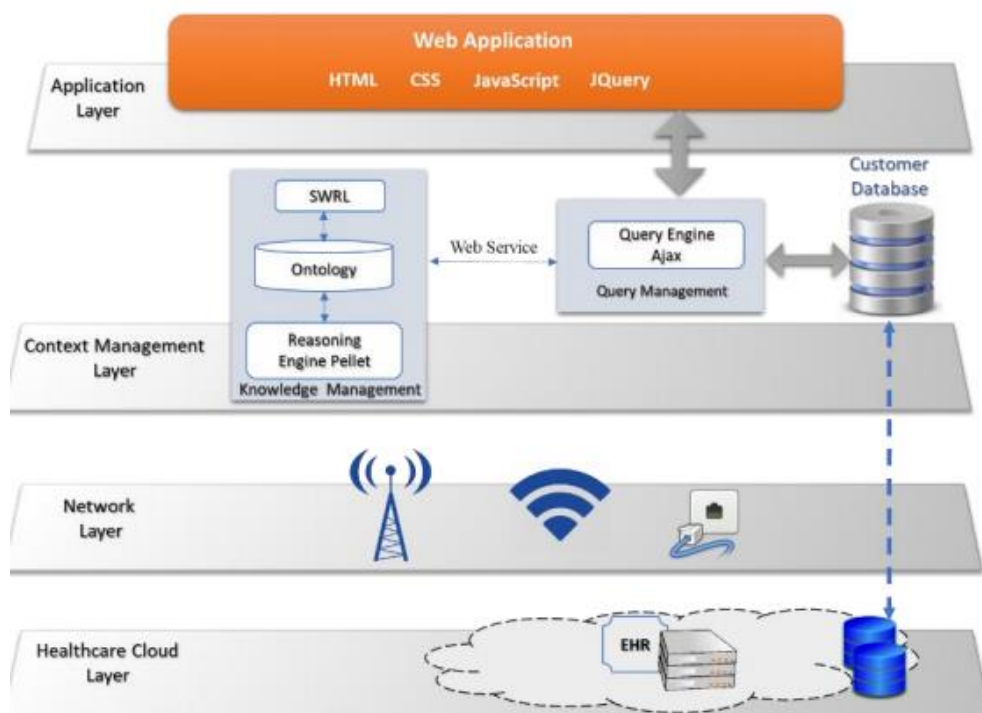 Web Application
HTML CSS JavaScript JQuery
Application
Layer
Customer
Database
SWRL
Ontology
Reasoning
Engine Pellet
Knowledge Management
Web Service
Query Engine
Ajax
Query Management
Context Management
Layer
Network
Layer
Healthcare Cloud
Layer
EHR